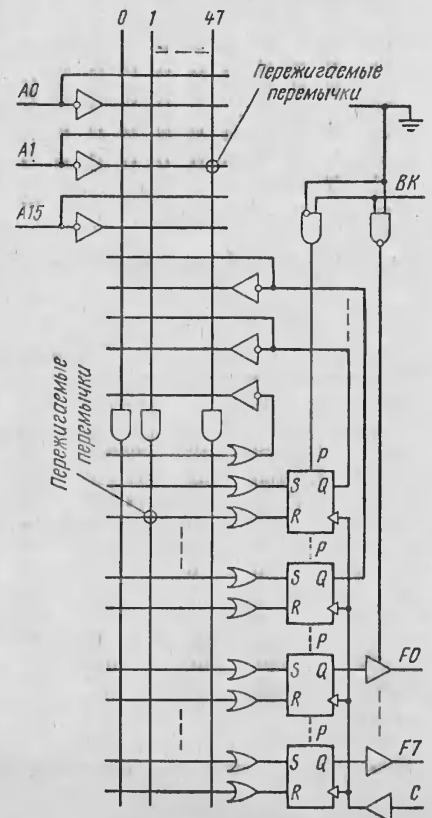 0 1 47
Пережигаемые
перемычки
A0
A1
BK
A15
Пережигаемые
перемычки
P
S Q
R
P
S Q
R
P
S Q
F0
R
P
S Q
F7
R
C